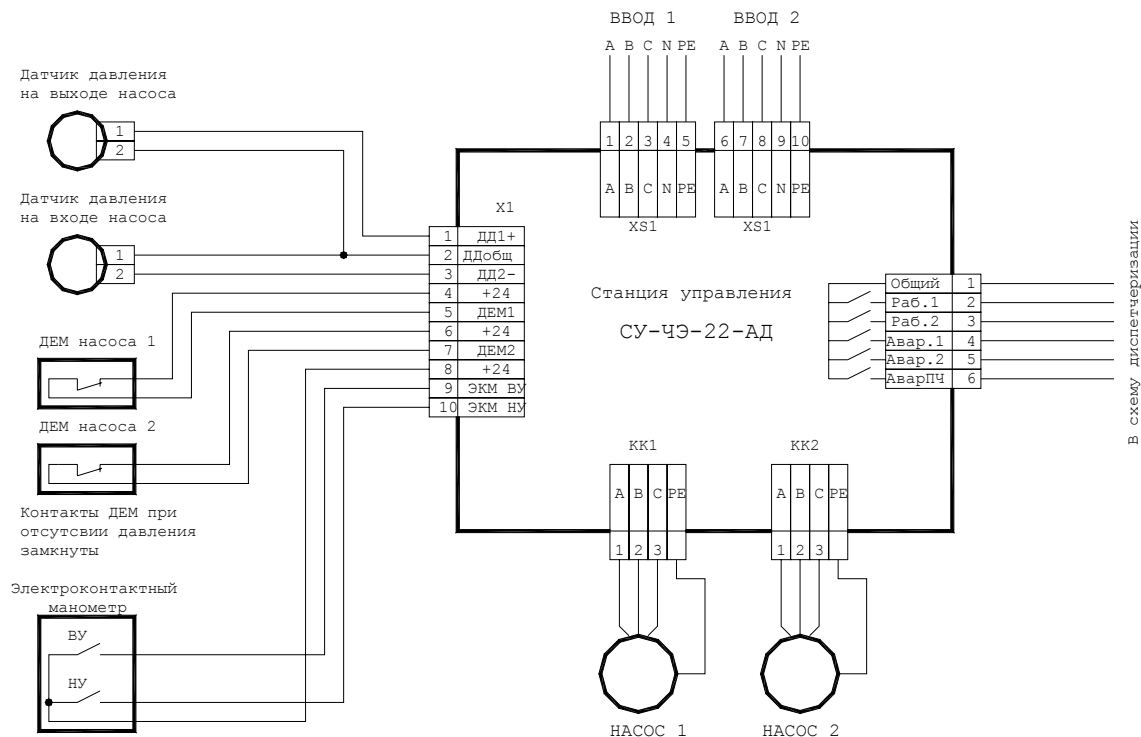 ВВОД 1
ВВОД 2
A B C N PE
A B C N PE
Датчик давления
на выходе насоса
1
2
1 2 3 4 5
6 7 8 9 10
A B C N PE
A B C N PE
XS1
XS1
Датчик давления
на входе насоса
1
2
X1
1 ДД1+
2 ДДобщ
3 ДД2-
4 +24
5 ДЕМ1
6 +24
7 ДЕМ2
8 +24
9 ЭКМ ВУ
10 ЭКМ НУ
Станция управления
СУ-ЧЭ-22-АД
Общий 1
Раб.1 2
Раб.2 3
Авар.1 4
Авар.2 5
АварПЧ 6
В схему диспетчеризации
ДЕМ насоса 1
ДЕМ насоса 2
Контакты ДЕМ при
отсутсвии давления
замкнуты
КК1
КК2
A B C PE
A B C PE
1 2 3
1 2 3
Электроконтактный
манометр
ВУ
НУ
НАСОС 1
НАСОС 2